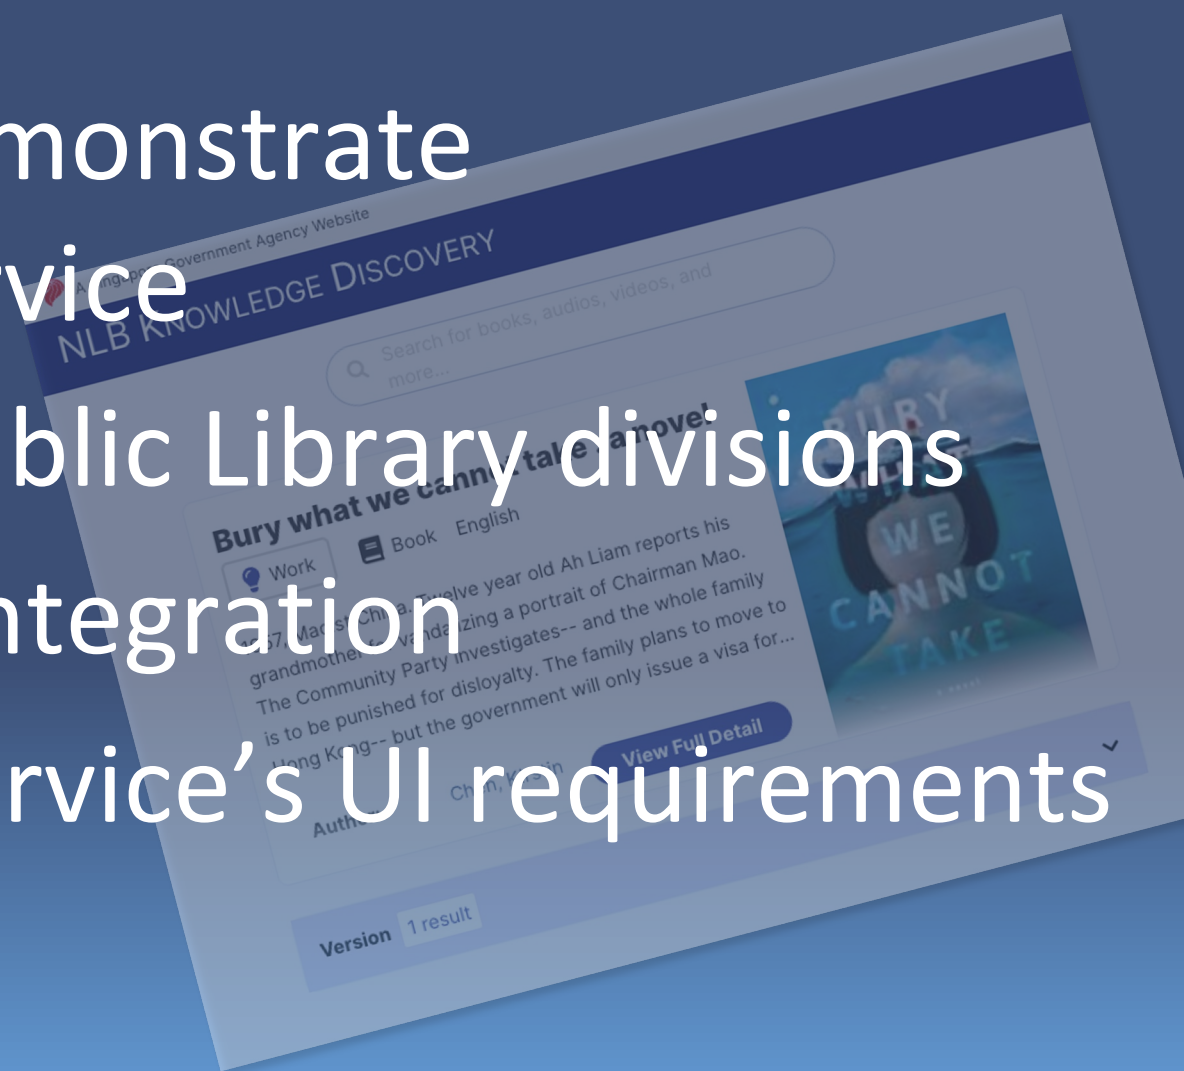 monstrate
rvice
blic Library divisions
ntegration
rvice’s UI requirements
A Singapore Government Agency Website
NLB KNOWLEDGE DISCOVERY
Search for books, audios, videos, and
more...
Bury what we cannot take : a novel
Work
Book
English
1957, Maoist China. Twelve year old Ah Liam reports his
grandmother for vandalizing a portrait of Chairman Mao.
The Community Party investigates-- and the whole family
is to be punished for disloyalty. The family plans to move to
Hong Kong-- but the government will only issue a visa for...
Author
Chen, Kirstin
View Full Detail
BURY
WHAT
WE
CANNOT
TAKE
A NOVEL
Version
1 result